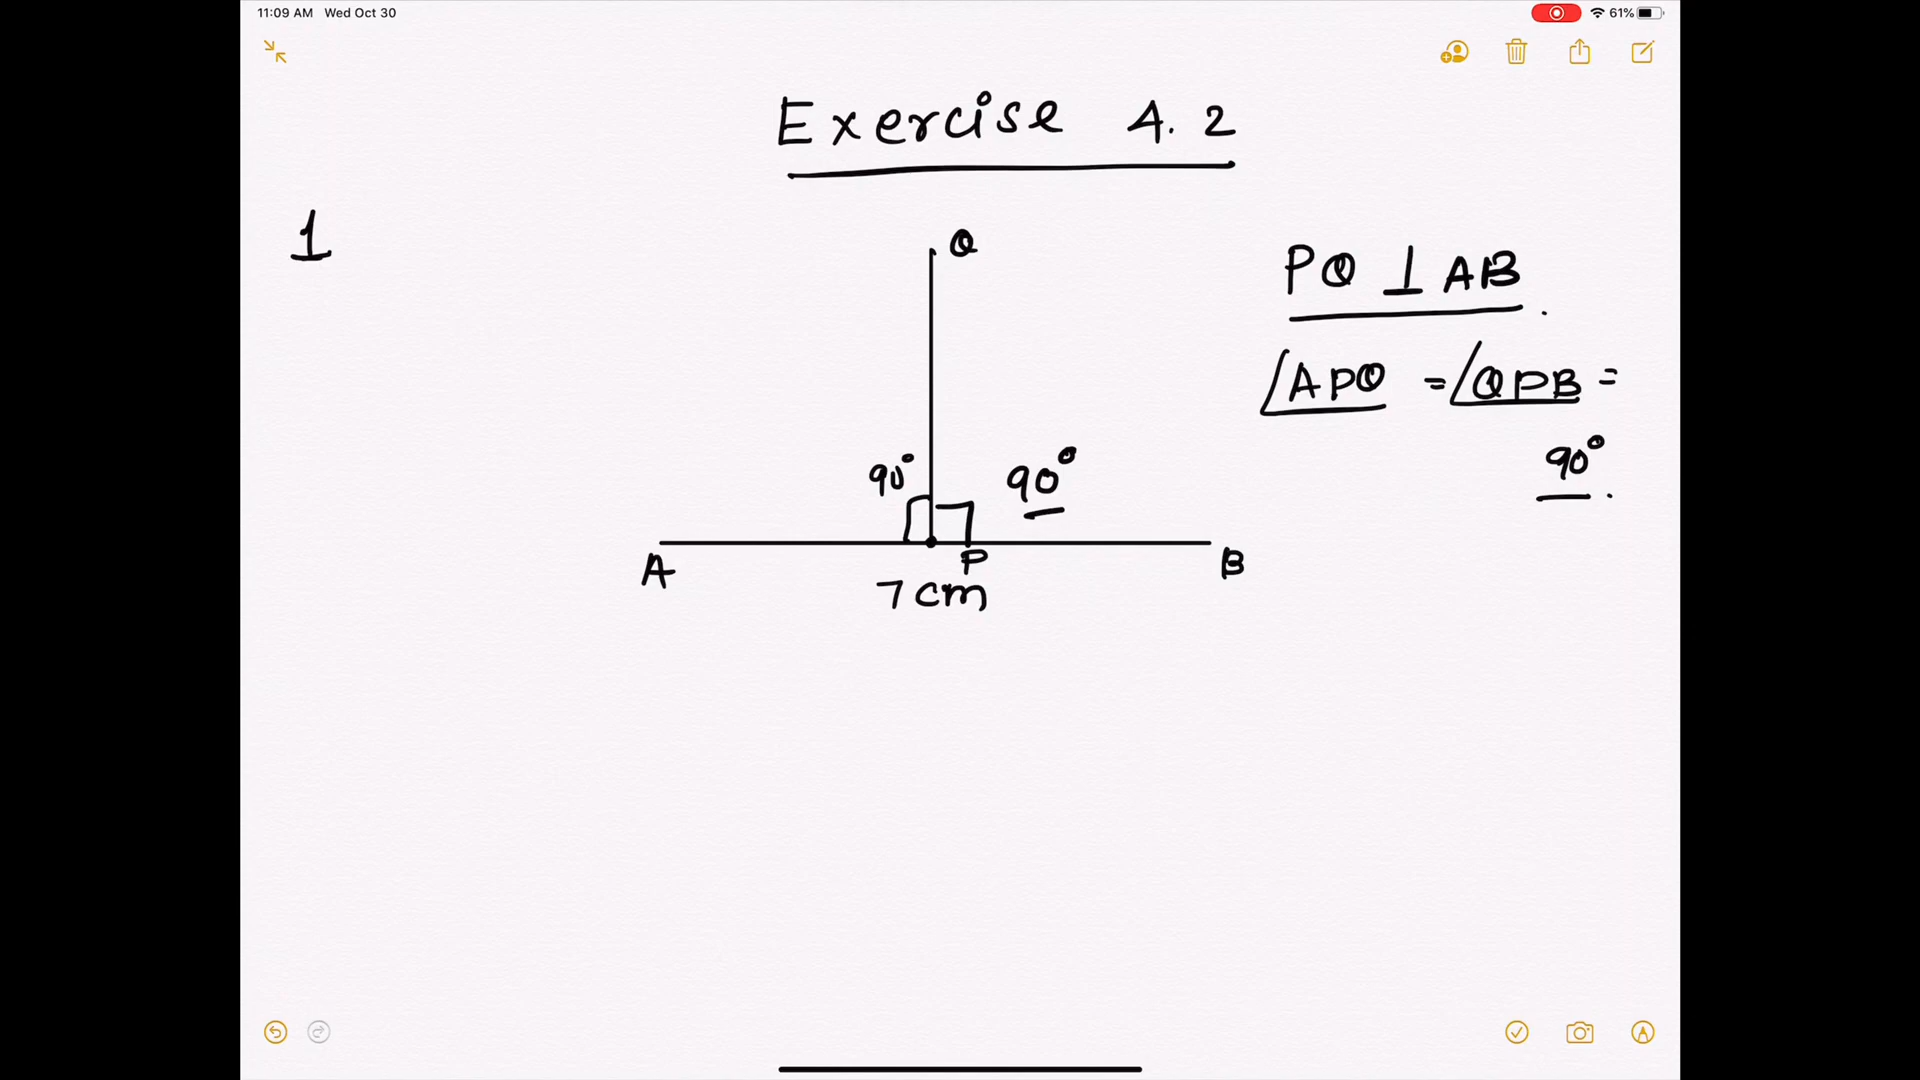 11:09 AM Wed Oct 30
61%
Exercise 4.2
1
Q
PQ ⊥ AB.
∠APQ = ∠QPB =
90°.
90° 90°
A P B
7 cm